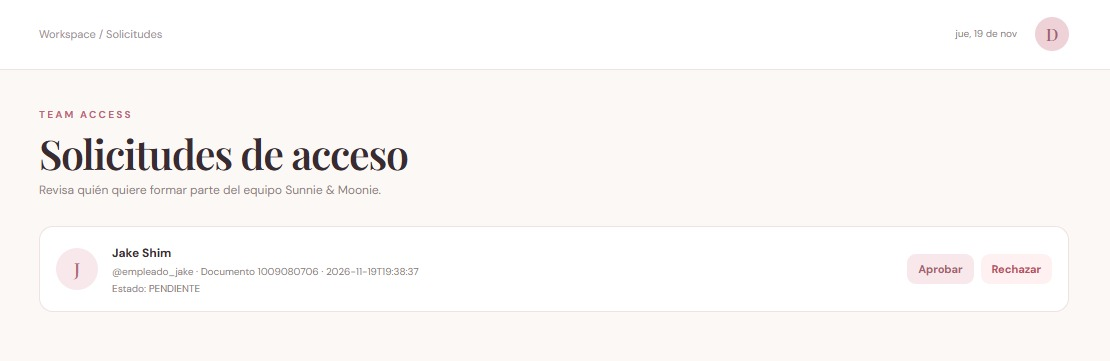 Workspace / Solicitudes
jue, 19 de nov
D
TEAM ACCESS
Solicitudes de acceso
Revisa quién quiere formar parte del equipo Sunnie & Moonie.
J
Jake Shim
@empleado_jake · Documento 1009080706 · 2026-11-19T19:38:37
Estado: PENDIENTE
Aprobar
Rechazar